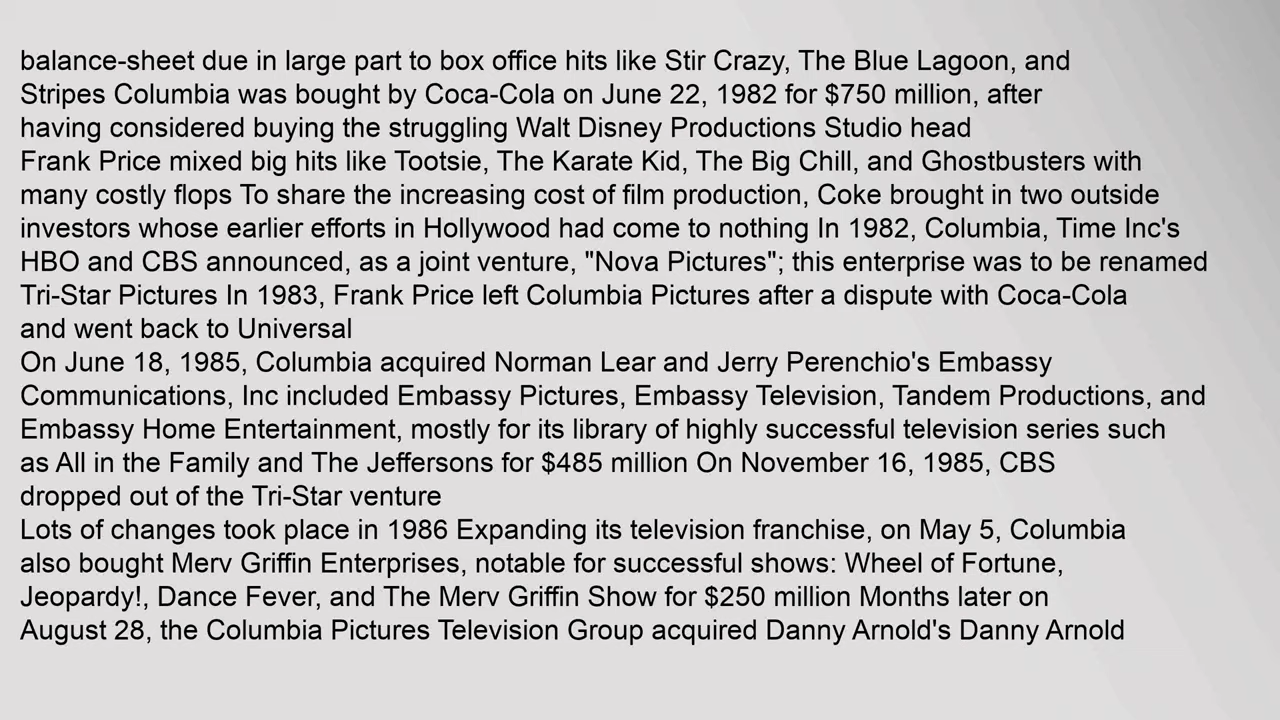 balance-sheet due in large part to box office hits like Stir Crazy, The Blue Lagoon, and
Stripes Columbia was bought by Coca-Cola on June 22, 1982 for $750 million, after
having considered buying the struggling Walt Disney Productions Studio head
Frank Price mixed big hits like Tootsie, The Karate Kid, The Big Chill, and Ghostbusters with
many costly flops To share the increasing cost of film production, Coke brought in two outside
investors whose earlier efforts in Hollywood had come to nothing In 1982, Columbia, Time Inc's
HBO and CBS announced, as a joint venture, "Nova Pictures"; this enterprise was to be renamed
Tri-Star Pictures In 1983, Frank Price left Columbia Pictures after a dispute with Coca-Cola
and went back to Universal
On June 18, 1985, Columbia acquired Norman Lear and Jerry Perenchio's Embassy
Communications, Inc included Embassy Pictures, Embassy Television, Tandem Productions, and
Embassy Home Entertainment, mostly for its library of highly successful television series such
as All in the Family and The Jeffersons for $485 million On November 16, 1985, CBS
dropped out of the Tri-Star venture
Lots of changes took place in 1986 Expanding its television franchise, on May 5, Columbia
also bought Merv Griffin Enterprises, notable for successful shows: Wheel of Fortune,
Jeopardy!, Dance Fever, and The Merv Griffin Show for $250 million Months later on
August 28, the Columbia Pictures Television Group acquired Danny Arnold's Danny Arnold